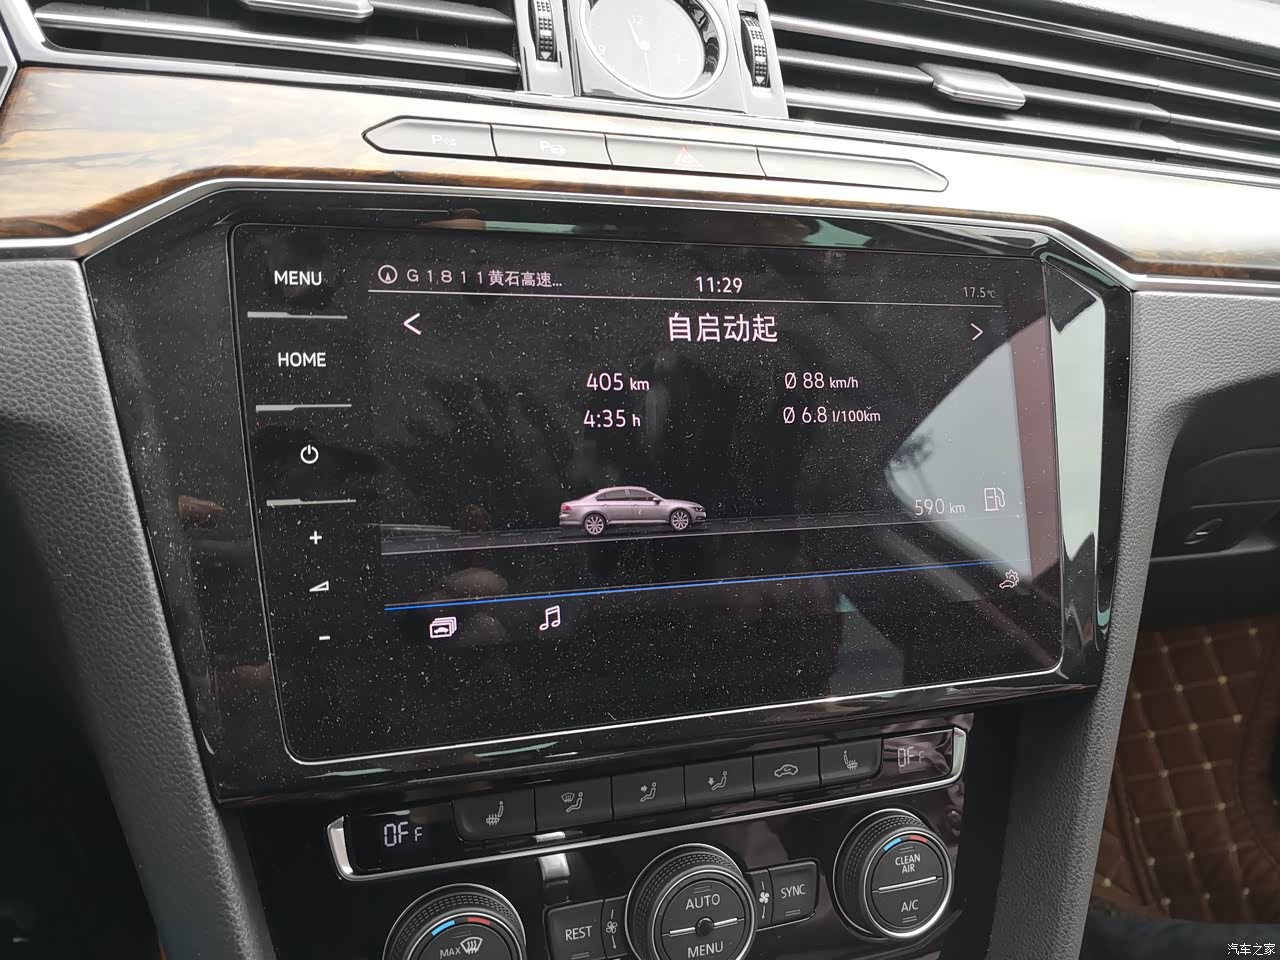 12
9
P
P
MENU
G1811黄石高速...
11:29
17.5℃
自启动起
HOME
405 km
Ø 88 km/h
4:35 h
Ø 6.8 l/100km
590 km
+
-
OFF
OFF
CLEAN
AIR
A/C
AUTO
SYNC
REST
MENU
MAX
汽车之家